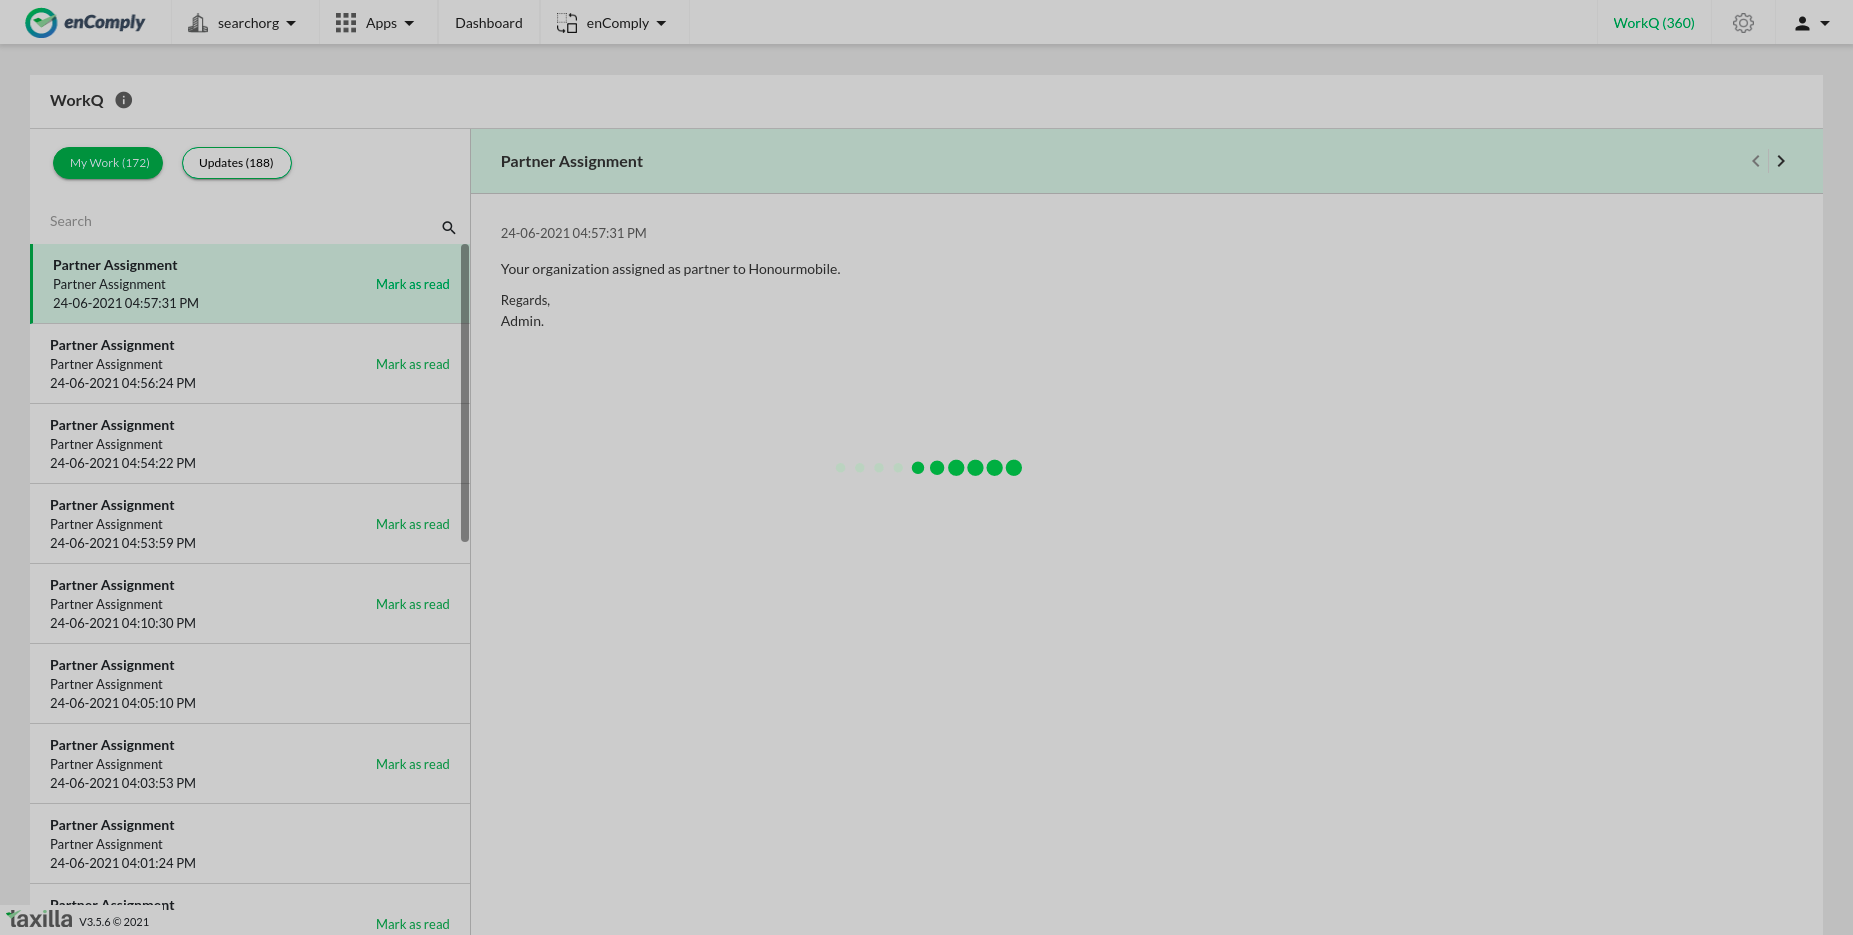 enComply
searchorg
Apps
Dashboard
enComply
WorkQ (360)
WorkQ
My Work (172)
Updates (188)
Search
Partner Assignment
Partner Assignment
Mark as read
24-06-2021 04:57:31 PM
Partner Assignment
Partner Assignment
Mark as read
24-06-2021 04:56:24 PM
Partner Assignment
Partner Assignment
24-06-2021 04:54:22 PM
Partner Assignment
Partner Assignment
Mark as read
24-06-2021 04:53:59 PM
Partner Assignment
Partner Assignment
Mark as read
24-06-2021 04:10:30 PM
Partner Assignment
Partner Assignment
24-06-2021 04:05:10 PM
Partner Assignment
Partner Assignment
Mark as read
24-06-2021 04:03:53 PM
Partner Assignment
Partner Assignment
24-06-2021 04:01:24 PM
Partner Assignment
Mark as read
Partner Assignment
24-06-2021 04:57:31 PM
Your organization assigned as partner to Honourmobile.
Regards,
Admin.
taxilla V3.5.6 © 2021